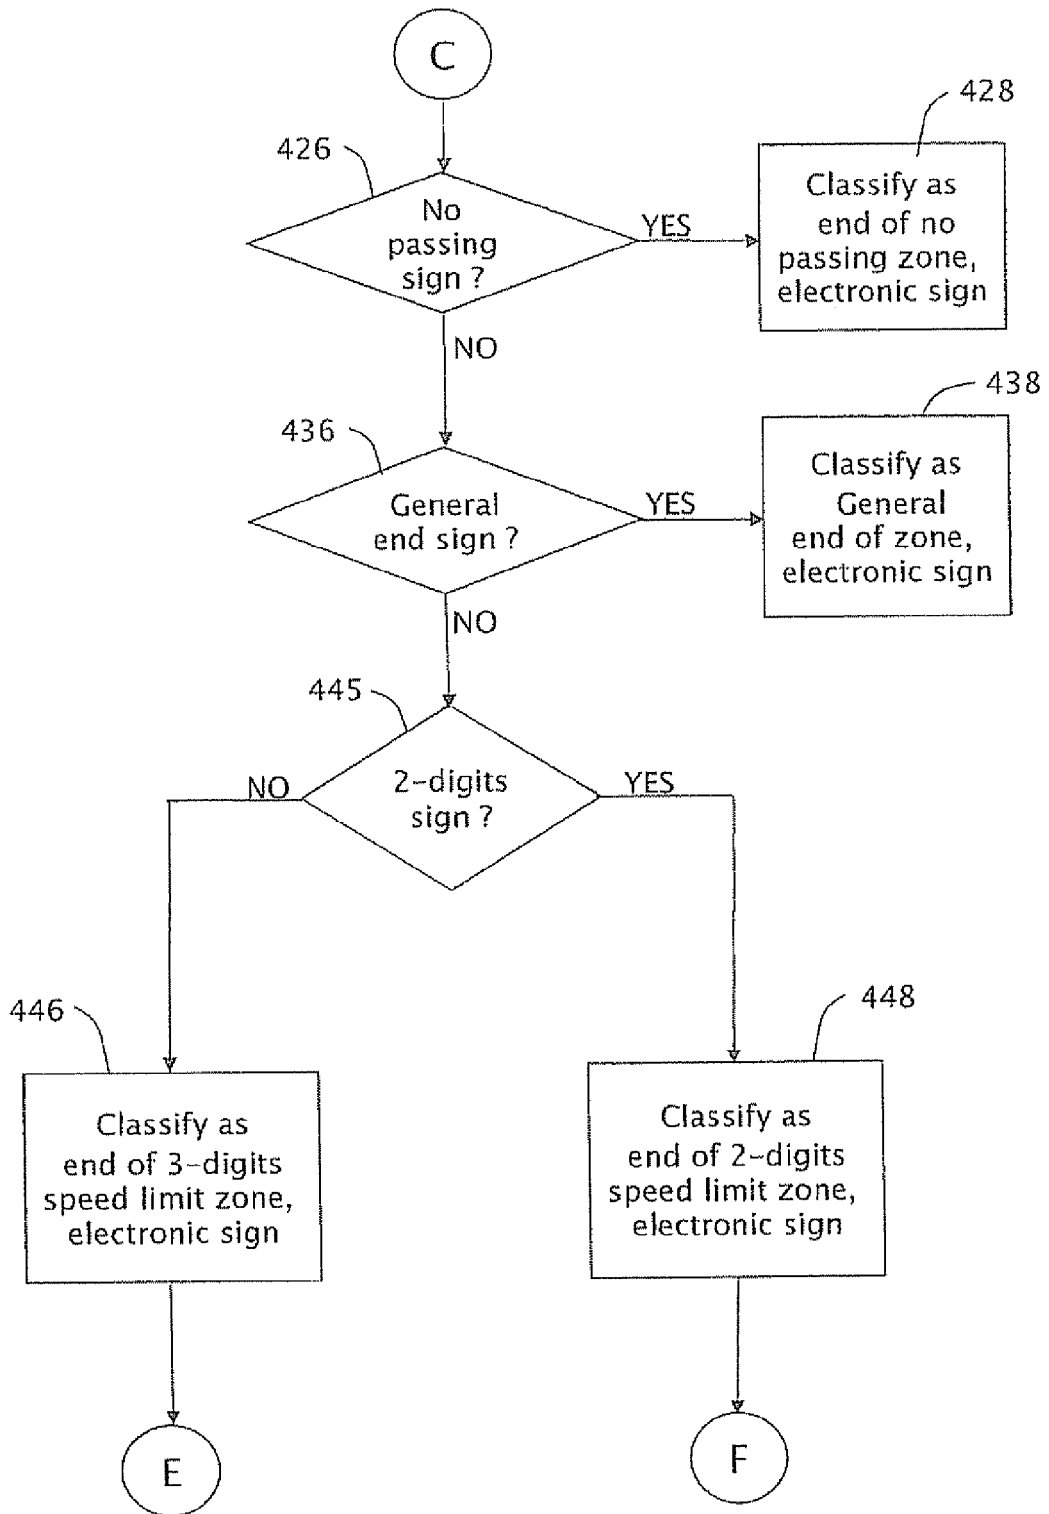 C
426
No
passing
sign ?
YES
428
Classify as
end of no
passing zone,
electronic sign
NO
436
General
end sign ?
YES
438
Classify as
General
end of zone,
electronic sign
NO
445
2-digits
sign ?
NO
YES
446
Classify as
end of 3-digits
speed limit zone,
electronic sign
448
Classify as
end of 2-digits
speed limit zone,
electronic sign
E
F